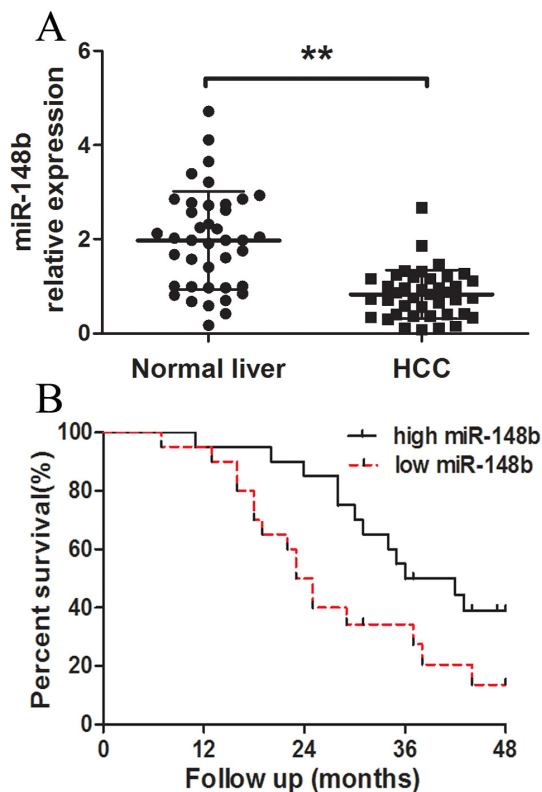 A
miR-148b
relative expression
6
4
2
0
**
Normal liver
HCC
B
Percent survival(%)
100
80
60
40
20
0
high miR-148b
low miR-148b
0
12
24
36
48
Follow up (months)